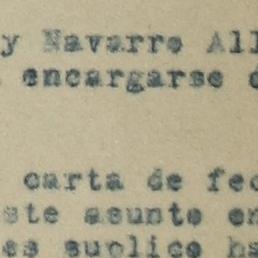 y Navarro All
encargarse
carta de fec
ste asunto en
es suplico ha